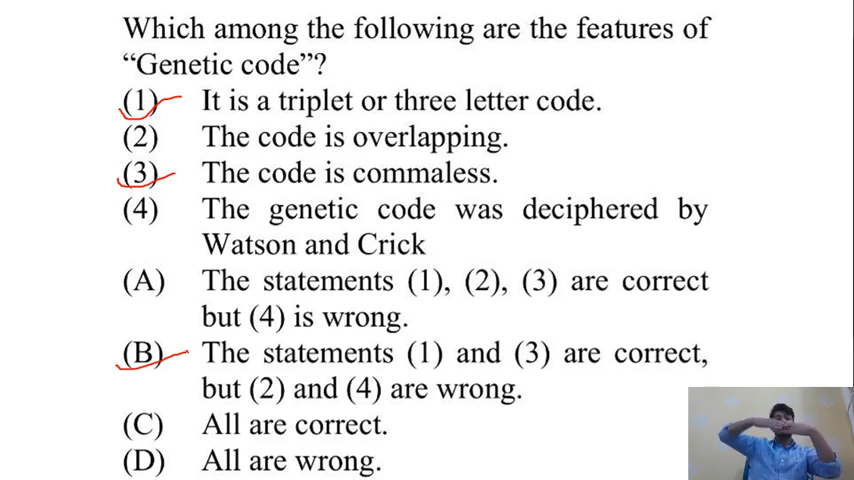 Which among the following are the features of
“Genetic code”?
(1) It is a triplet or three letter code.
(2) The code is overlapping.
(3) The code is commaless.
(4) The genetic code was deciphered by
Watson and Crick
(A) The statements (1), (2), (3) are correct
but (4) is wrong.
(B) The statements (1) and (3) are correct,
but (2) and (4) are wrong.
(C) All are correct.
(D) All are wrong.